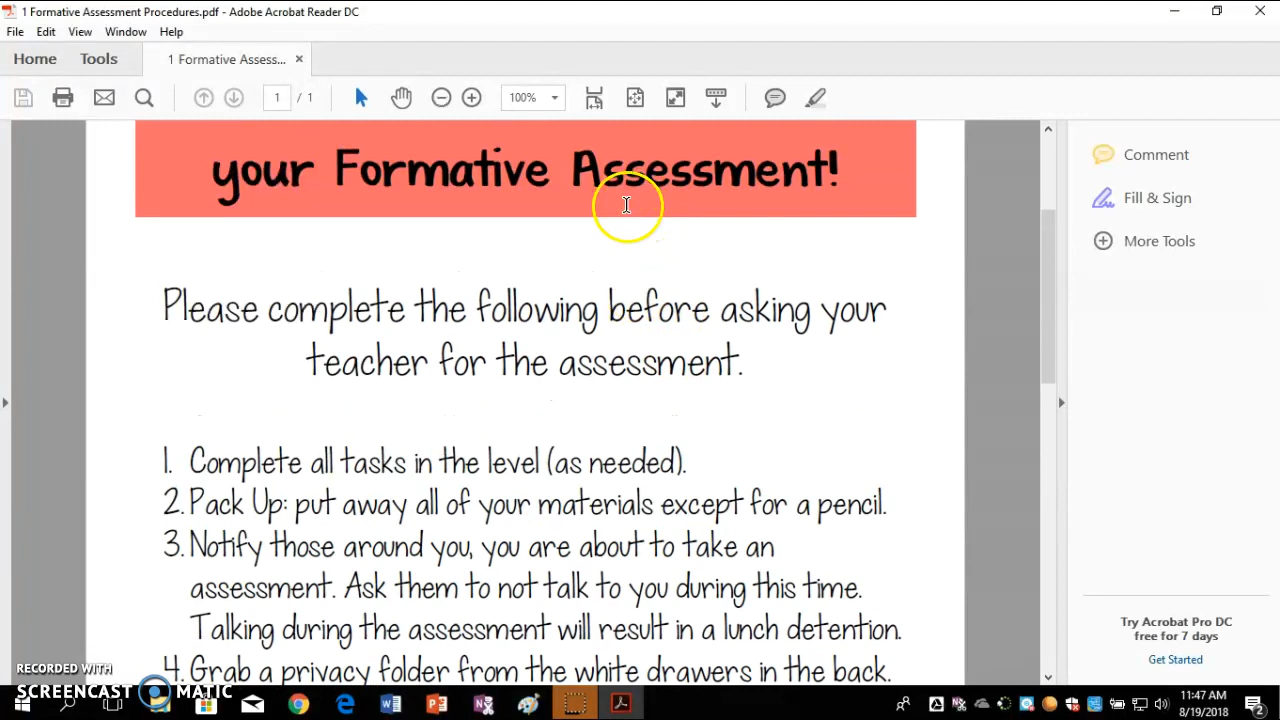 1 Formative Assessment Procedures.pdf - Adobe Acrobat Reader DC
File Edit View Window Help
Home Tools 1 Formative Assess... ×
1 / 1 100%
your Formative Assessment!
Comment
Fill & Sign
More Tools
Please complete the following before asking your
teacher for the assessment.
1. Complete all tasks in the level (as needed).
2. Pack Up: put away all of your materials except for a pencil.
3. Notify those around you, you are about to take an
assessment. Ask them to not talk to you during this time.
Talking during the assessment will result in a lunch detention.
4. Grab a privacy folder from the white drawers in the back.
Try Acrobat Pro DC
free for 7 days
Get Started
RECORDED WITH
SCREENCAST MATIC
11:47 AM
8/19/2018
2